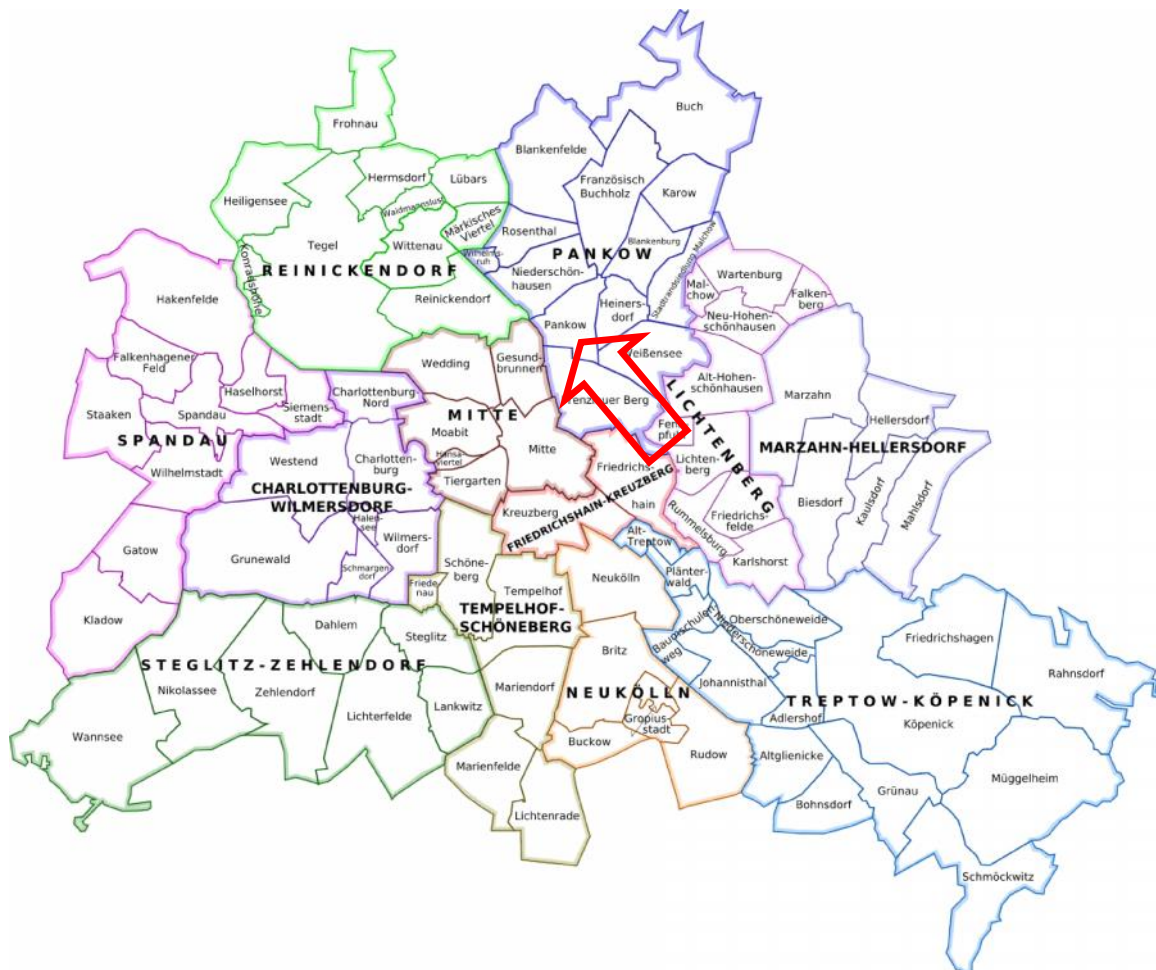 Buch
Frohnau
Blankenfelde
Hermsdorf
Lübars
Französisch
Buchholz
Karow
Heiligensee
Waidmannslust
Märkisches
Viertel
Rosenthal
Tegel
Wittenau
Blankenburg
Stadtrandsiedlung Malchow
PANKOW
Wilhelms-
ruh
Konradshöhe
REINICKENDORF
Niederschön-
hausen
Wartenburg
Mal-
chow
Falken-
berg
Hakenfelde
Reinickendorf
Heiners-
dorf
Neu-Hohen-
schönhausen
Pankow
Falkenhagener
Feld
Wedding
Gesund-
brunnen
Alt-Hohen-
schönhausen
Haselhorst
Charlottenburg-
Nord
Marzahn
Staaken
Spandau
Siemens-
stadt
MITTE
LICHTENBERG
Hellersdorf
SPANDAU
Moabit
Mitte
MARZAHN-HELLERSDORF
Westend
Charlotten-
burg
Hansa-
viertel
Friedrichs-
hain
Lichten-
berg
Wilhelmstadt
Tiergarten
CHARLOTTENBURG-
WILMERSDORF
Kreuzberg
FRIEDRICHSHAIN-KREUZBERG
Rummelsburg
Friedrichs-
felde
Biesdorf
Kaulsdorf
Mahlsdorf
Halen-
see
Wilmers-
dorf
Alt-
Treptow
Gatow
Grunewald
Schmargen
dorf
Schöne-
berg
Karlshorst
Plänter-
wald
Neukölln
Friede
nau
Tempelhof
TEMPELHOF-
SCHÖNEBERG
Kladow
Dahlem
Steglitz
Oberschöneweide
Niederschöneweide
Baumschulen-
weg
Friedrichshagen
Britz
STEGLITZ-ZEHLENDORF
Rahnsdorf
Nikolassee
Zehlendorf
Mariendorf
NEUKÖLLN
Johannisthal
TREPTOW-KÖPENICK
Lankwitz
Lichterfelde
Gropius-
stadt
Adlershof
Köpenick
Wannsee
Buckow
Rudow
Altglienicke
Marienfelde
Müggelheim
Grünau
Bohnsdorf
Lichtenrade
Schmöckwitz